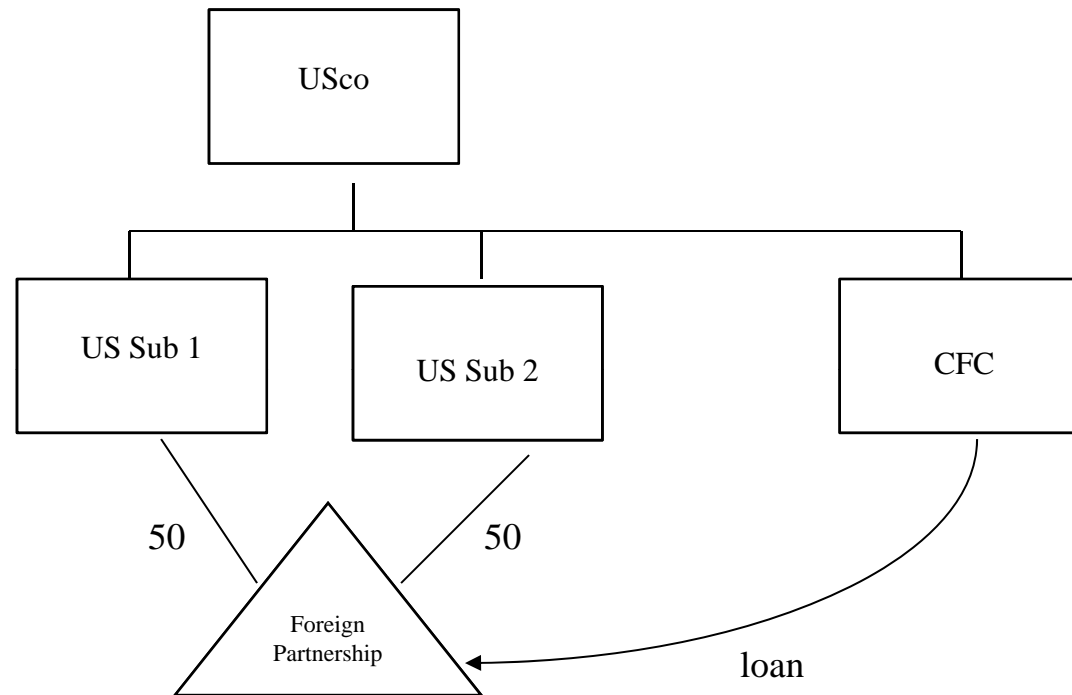 USco
US Sub 1
US Sub 2
CFC
50
50
Foreign
Partnership
loan